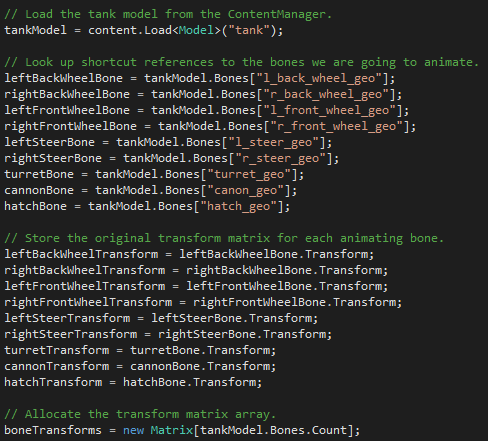 // Load the tank model from the ContentManager.
tankModel = content.Load<Model>("tank");
// Look up shortcut references to the bones we are going to animate.
leftBackWheelBone = tankModel.Bones["l_back_wheel_geo"];
rightBackWheelBone = tankModel.Bones["r_back_wheel_geo"];
leftFrontWheelBone = tankModel.Bones["l_front_wheel_geo"];
rightFrontWheelBone = tankModel.Bones["r_front_wheel_geo"];
leftSteerBone = tankModel.Bones["l_steer_geo"];
rightSteerBone = tankModel.Bones["r_steer_geo"];
turretBone = tankModel.Bones["turret_geo"];
cannonBone = tankModel.Bones["canon_geo"];
hatchBone = tankModel.Bones["hatch_geo"];
// Store the original transform matrix for each animating bone.
leftBackWheelTransform = leftBackWheelBone.Transform;
rightBackWheelTransform = rightBackWheelBone.Transform;
leftFrontWheelTransform = leftFrontWheelBone.Transform;
rightFrontWheelTransform = rightFrontWheelBone.Transform;
leftSteerTransform = leftSteerBone.Transform;
rightSteerTransform = rightSteerBone.Transform;
turretTransform = turretBone.Transform;
cannonTransform = cannonBone.Transform;
hatchTransform = hatchBone.Transform;
// Allocate the transform matrix array.
boneTransforms = new Matrix[tankModel.Bones.Count];